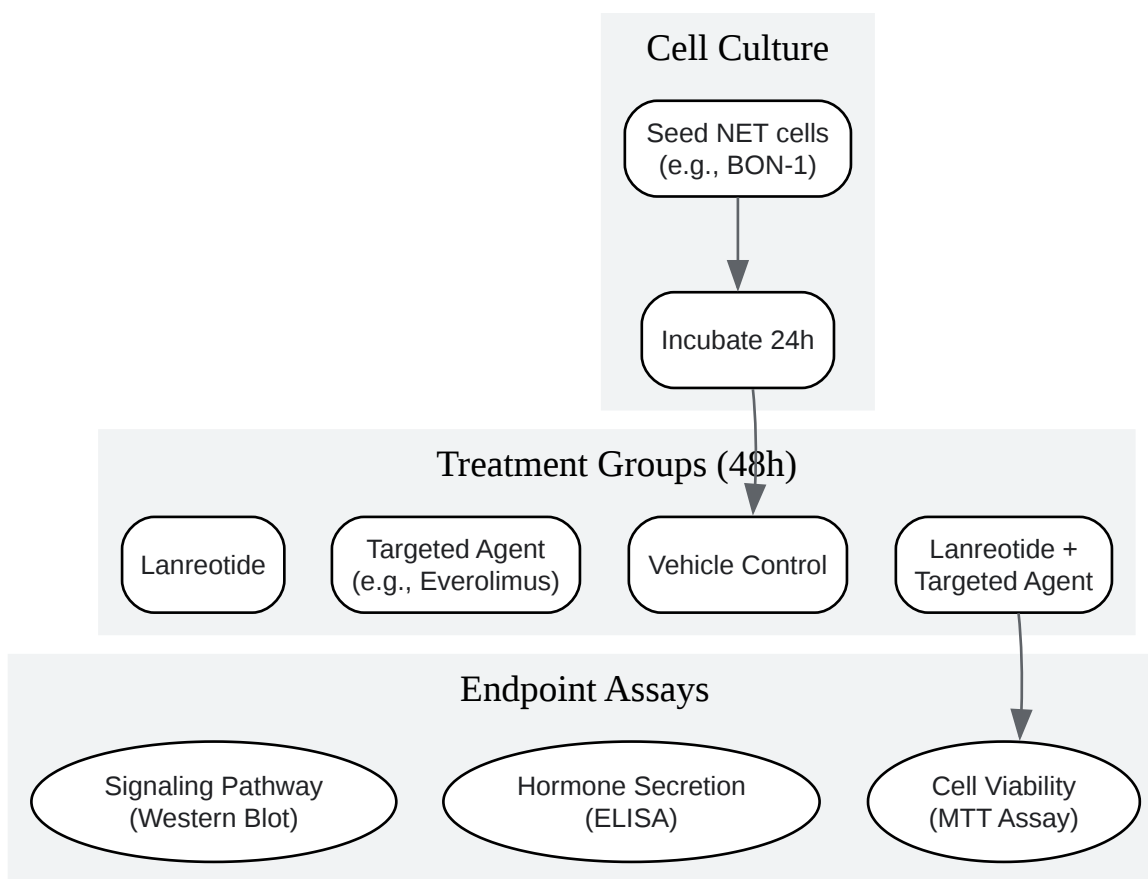 Cell Culture
Seed NET cells
(e.g., BON-1)
Incubate 24h
Treatment Groups (48h)
Lanreotide
Targeted Agent
(e.g., Everolimus)
Vehicle Control
Lanreotide +
Targeted Agent
Endpoint Assays
Signaling Pathway
(Western Blot)
Hormone Secretion
(ELISA)
Cell Viability
(MTT Assay)